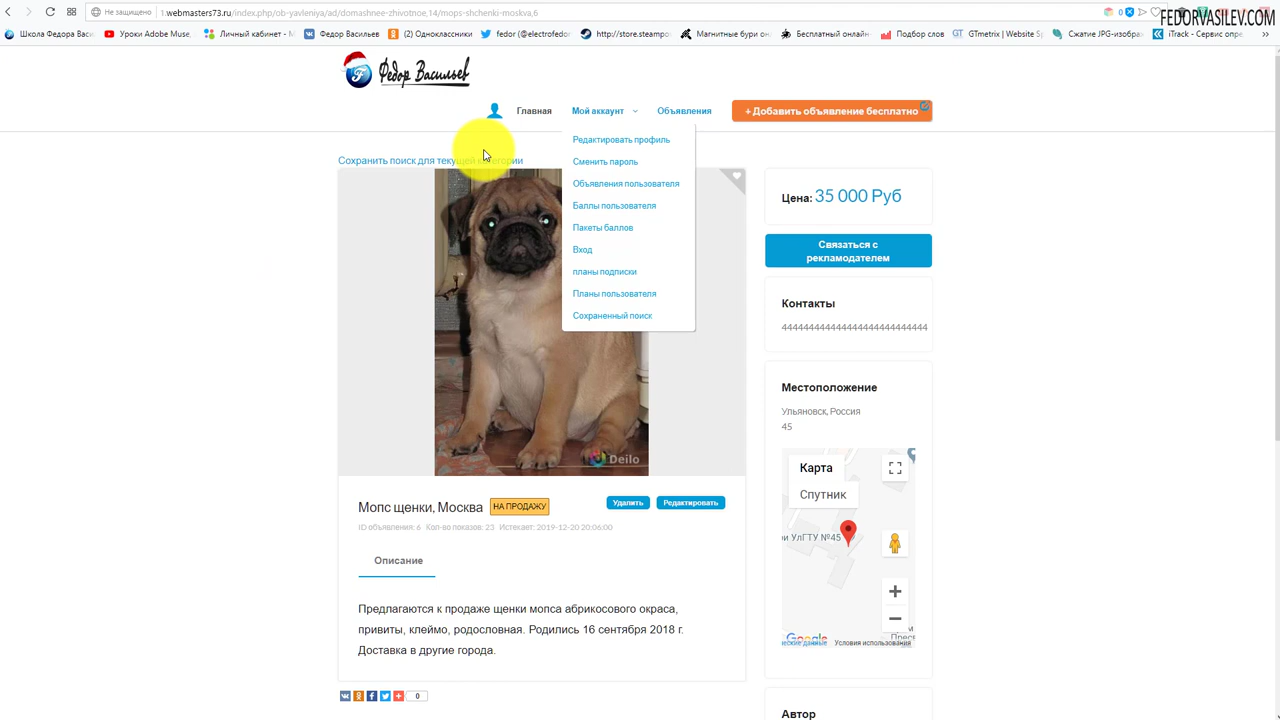 Не защищено
1.webmasters73.ru/index.php/ob-yavleniya/ad/domashnee-zhivotnoe,14/mops-shchenki-moskva,6
0
FEDORVASILEV.COM
Школа Федора Васи
Уроки Adobe Muse,
Личный кабинет - М
Федор Васильев
(2) Одноклассники
fedor (@electrofedor
http://store.steampo
Магнитные бури он
Бесплатный онлайн-
Подбор слов
GTmetrix | Website S
Сжатие JPG-изобра
iTrack - Сервис опре
Федор Васильев
Главная
Мой аккаунт
Объявления
+ Добавить объявление бесплатно
Редактировать профиль
Сменить пароль
Объявления пользователя
Баллы пользователя
Пакеты баллов
Вход
планы подписки
Планы пользователя
Сохраненный поиск
Сохранить поиск для текущей категории
Deilo
Мопс щенки, Москва
НА ПРОДАЖУ
Удалить
Редактировать
ID объявления: 6 Кол-во показов: 23 Истекает: 2019-12-20 20:06:00
Описание
Предлагаются к продаже щенки мопса абрикосового окраса,
привиты, клеймо, родословная. Родились 16 сентября 2018 г.
Доставка в другие города.
0
Цена: 35 000 Руб
Связаться с
рекламодателем
Контакты
Местоположение
Ульяновск, Россия
45
Карта
Спутник
ри УлГТУ №45
Google
ческие данные
Условия использования
Автор